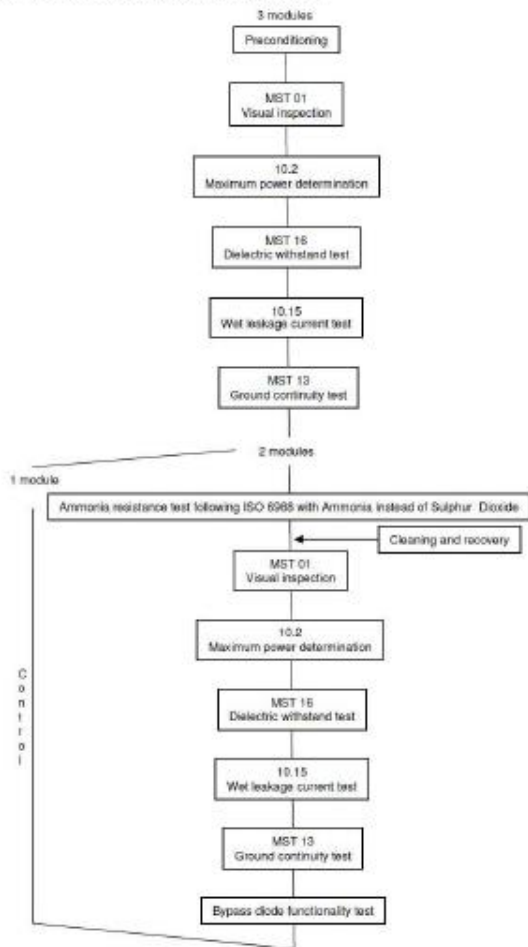 3 modules
Preconditioning
MST 01
Visual inspection
10.2
Maximum power determination
MST 16
Dielectric withstand test
10.15
Wet leakage current test
MST 13
Ground continuity test
2 modules
1 module
Ammonia resistance test following ISO 6988 with Ammonia instead of Sulphur Dioxide
Cleaning and recovery
MST 01
Visual inspection
10.2
Maximum power determination
MST 16
Dielectric withstand test
10.15
Wet leakage current test
MST 13
Ground continuity test
Control
Bypass diode functionality test